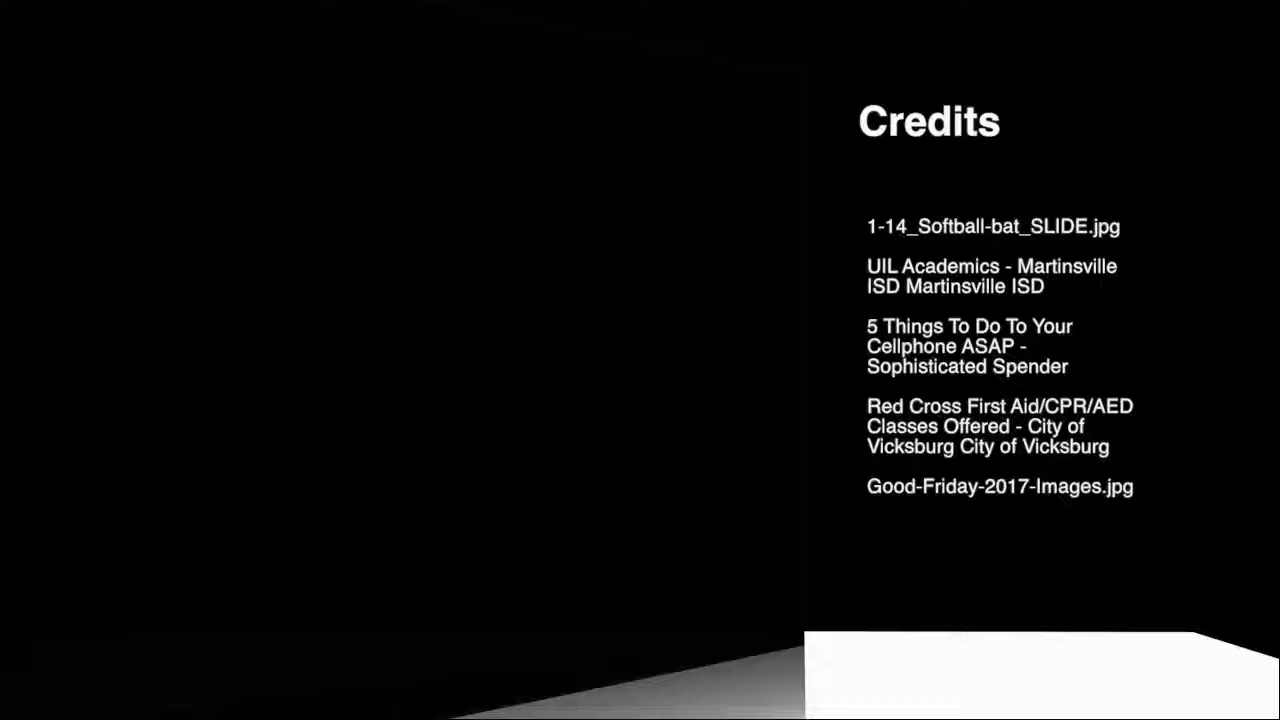 Credits
1-14_Softball-bat_SLIDE.jpg
UIL Academics - Martinsville
ISD Martinsville ISD
5 Things To Do To Your
Cellphone ASAP -
Sophisticated Spender
Red Cross First Aid/CPR/AED
Classes Offered - City of
Vicksburg City of Vicksburg
Good-Friday-2017-Images.jpg